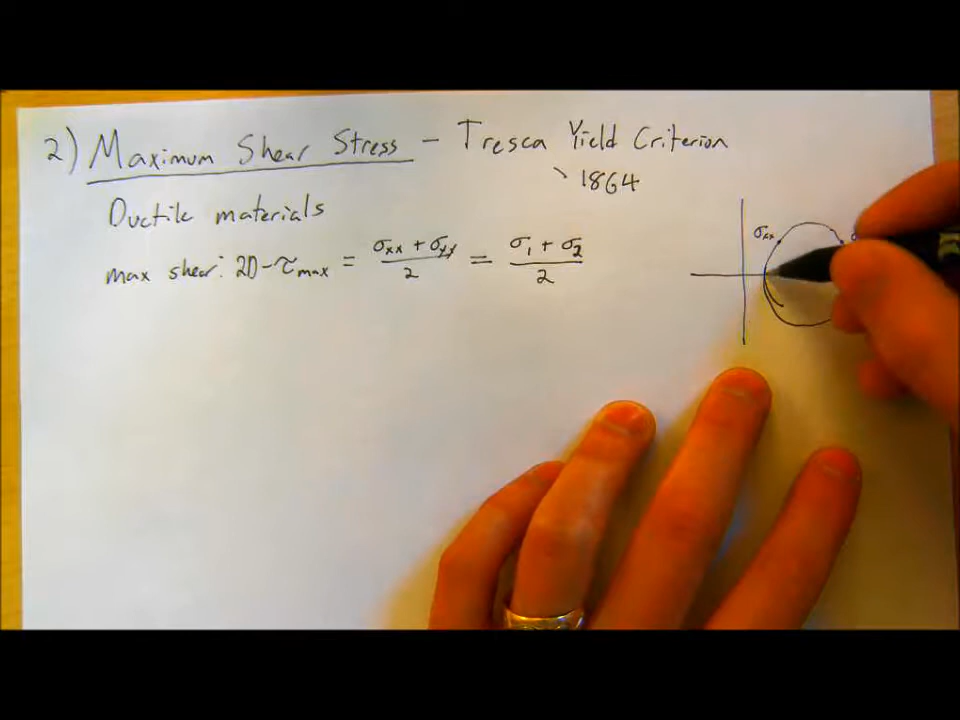 2) Maximum Shear Stress – Tresca Yield Criterion
1864
Ductile materials
max shear: 2D - τmax = (σxx + σyy)/2 = (σ1 + σ2)/2
σxx